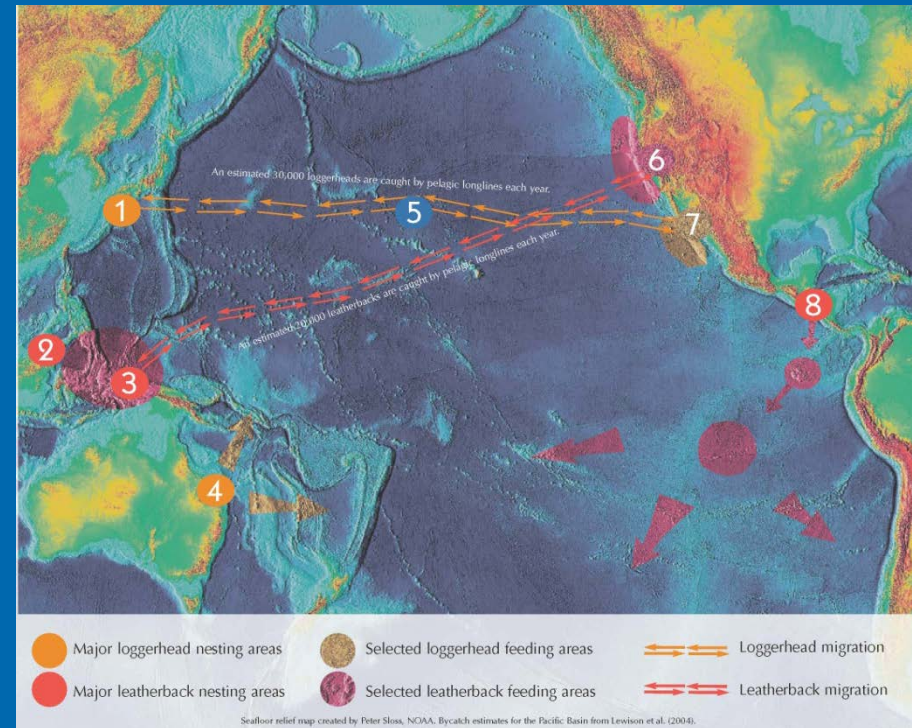 6
An estimated 30,000 loggerheads are caught by pelagic longlines each year.
1
5
7
An estimated 20,000 leatherbacks are caught by pelagic longlines each year.
8
2
3
4
Major loggerhead nesting areas
Selected loggerhead feeding areas
Loggerhead migration
Major leatherback nesting areas
Selected leatherback feeding areas
Leatherback migration
Seafloor relief map created by Peter Sloss, NOAA. Bycatch estimates for the Pacific Basin from Lewison et al. (2004).